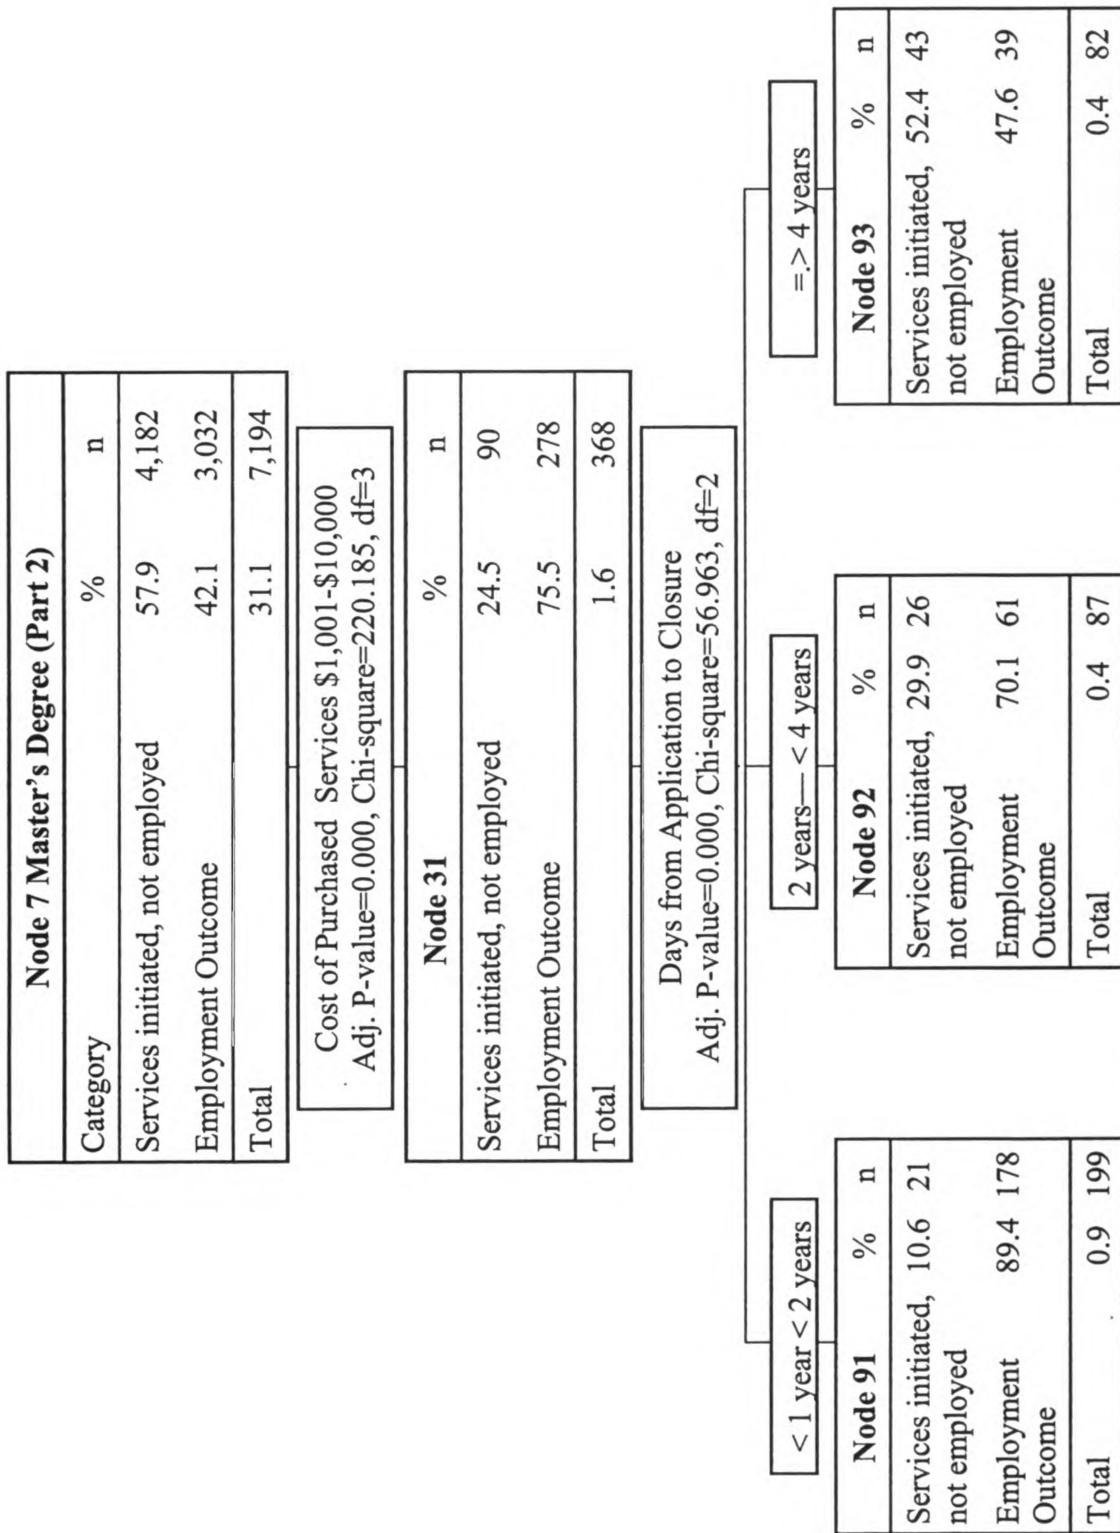 Node 7 Master's Degree (Part 2)
Category % n
Services initiated, not employed 57.9 4,182
Employment Outcome 42.1 3,032
Total 31.1 7,194
Cost of Purchased Services $1,001-$10,000
Adj. P-value=0.000, Chi-square=220.185, df=3
Node 31
% n
Services initiated, not employed 24.5 90
Employment Outcome 75.5 278
Total 1.6 368
Days from Application to Closure
Adj. P-value=0.000, Chi-square=56.963, df=2
< 1 year < 2 years
Node 91 % n
Services initiated, 10.6 21
not employed
Employment 89.4 178
Outcome
Total 0.9 199
2 years— < 4 years
Node 92 % n
Services initiated, 29.9 26
not employed
Employment 70.1 61
Outcome
Total 0.4 87
=.> 4 years
Node 93 % n
Services initiated, 52.4 43
not employed
Employment 47.6 39
Outcome
Total 0.4 82